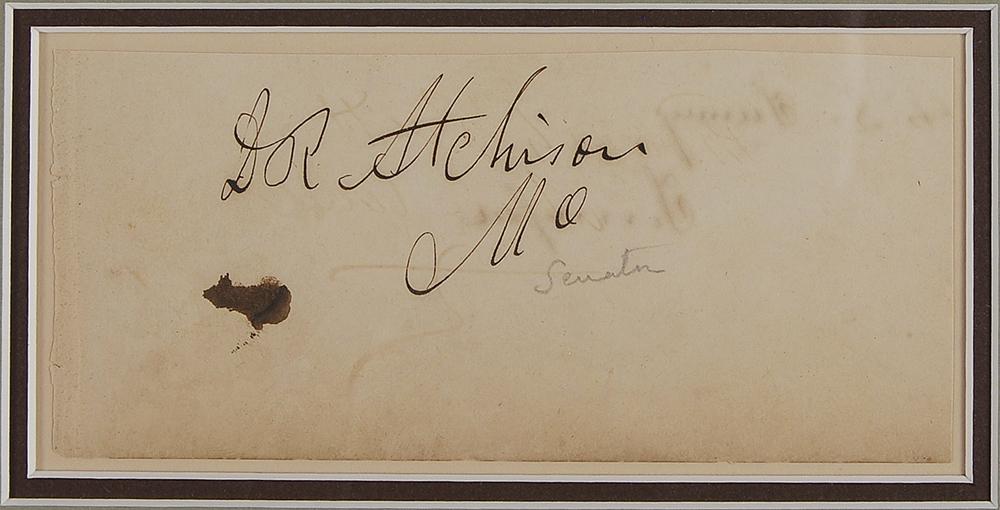 D R Atchison
Mo
Senator